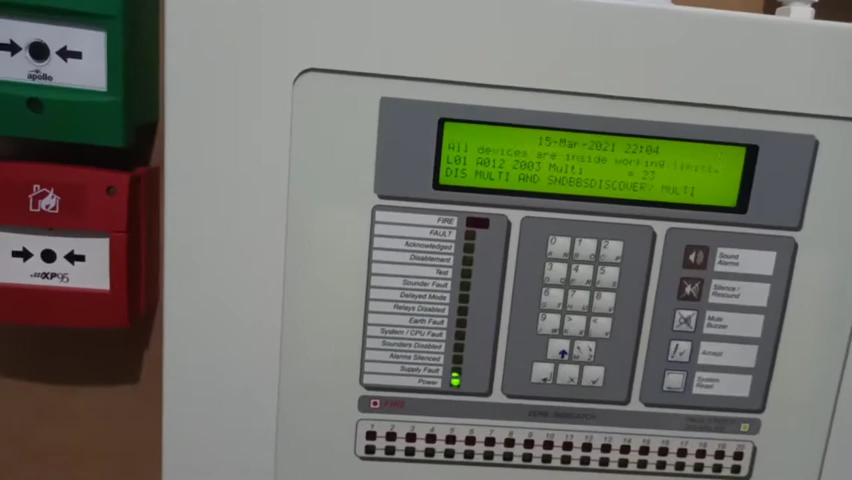 apollo
XP95
15-Mar-2021 22:04
All devices are inside working limit.
L01 A012 Z003 Multi = 23
DIS MULTI AND SNDBBSDISCOVERY MULTI
FIRE
FAULT
Acknowledged
Disablement
Test
Sounder Fault
Delayed Mode
Relays Disabled
Earth Fault
System / CPU Fault
Sounders Disabled
Alarms Silenced
Supply Fault
Power
0 1 2
3 4 5
6 7 8
9 > <
Sound Alarms
Silence / Resound
Mute Buzzer
Accept
System Reset
FIRE
1 2 3 4 5 6 7 8 9 10 11 12 13 14 15 16 17 18 19 20